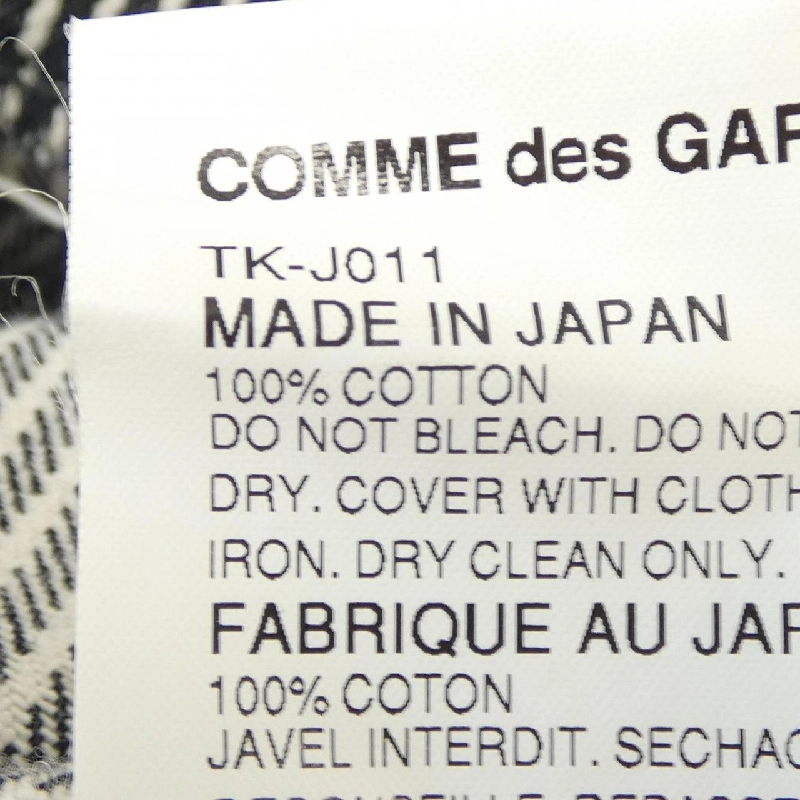 COMME des GAR
TK-J011
MADE IN JAPAN
100% COTTON
DO NOT BLEACH. DO NOT
DRY. COVER WITH CLOTH
IRON. DRY CLEAN ONLY.
FABRIQUE AU JAP
100% COTON
JAVEL INTERDIT. SECHAG